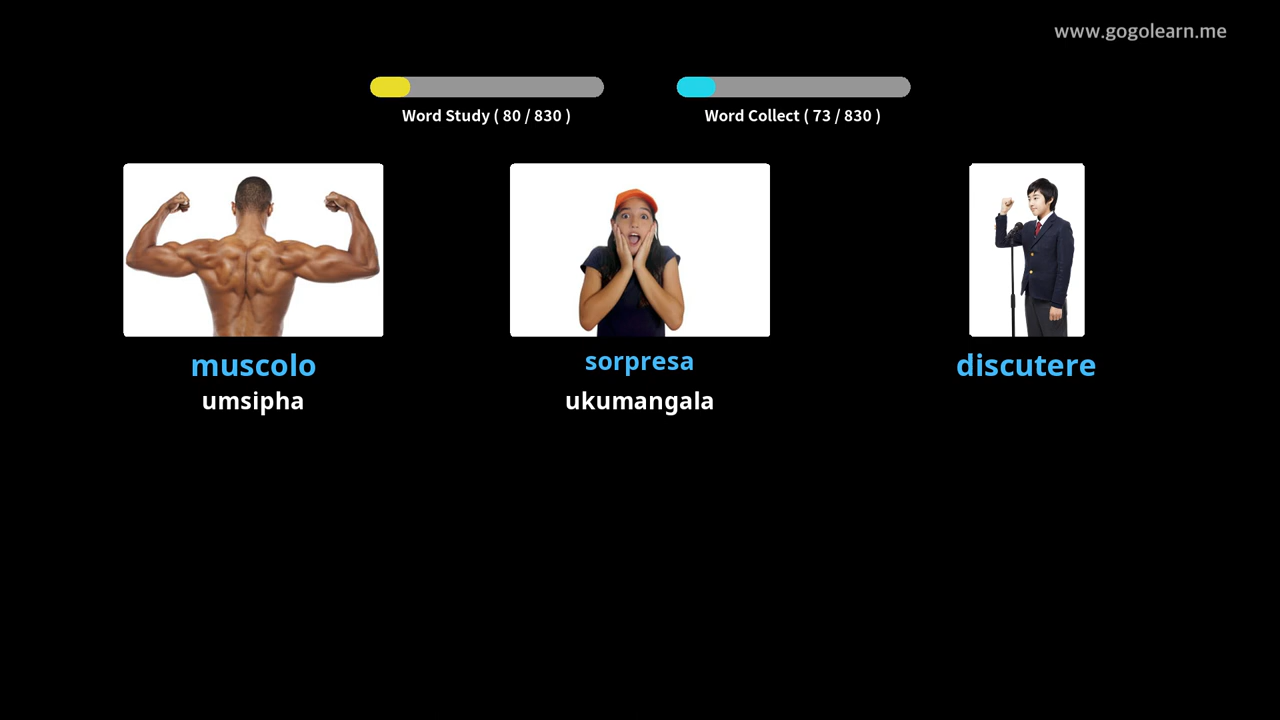 www.gogolearn.me
Word Study ( 80 / 830 )
Word Collect ( 73 / 830 )
muscolo
umsipha
sorpresa
ukumangala
discutere